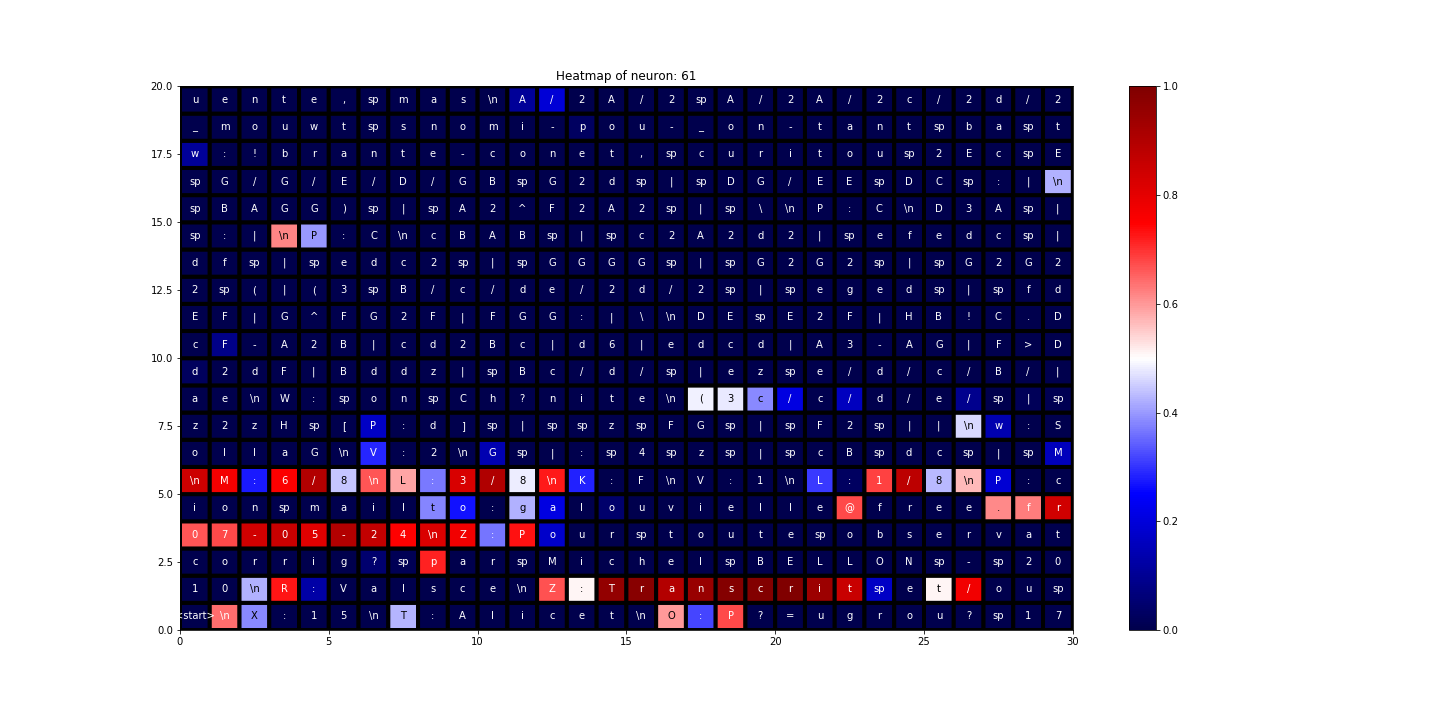 Heatmap of neuron: 61
20.0 u e n t e , sp m a s \n A / 2 A / 2 sp A / 2 A / 2 c / 2 d / 2 1.0
_ m o u w t sp s n o m i - p o u - _ o n - t a n t sp b a sp t
17.5 w : ! b r a n t e - c o n e t , sp c u r i t o u sp 2 E c sp E
sp G / G / E / D / G B sp G 2 d sp | sp D G / E E sp D C sp : | \n
0.8
15.0 sp B A G G ) sp | sp A 2 ^ F 2 A 2 sp | sp \ \n P : C \n D 3 A sp |
sp : | \n P : C \n c B A B sp | sp c 2 A 2 d 2 | sp e f e d c sp |
d f sp | sp e d c 2 sp | sp G G G G sp | sp G 2 G 2 sp | sp G 2 G 2
12.5 2 sp ( | ( 3 sp B / c / d e / 2 d / 2 sp | sp e g e d sp | sp f d
0.6
E F | G ^ F G 2 F | F G G : | \ \n D E sp E 2 F | H B ! C . D
10.0 c F - A 2 B | c d 2 B c | d 6 | e d c d | A 3 - A G | F > D
d 2 d F | B d d z | sp B c / d / sp | e z sp e / d / c / B / |
a e \n W : sp o n sp C h ? n i t e \n ( 3 c / c / d / e / sp | sp
0.4
7.5 z 2 z H sp [ P : d ] sp | sp sp z sp F G sp | sp F 2 sp | | \n w : S
o l l a G \n V : 2 \n G sp | : sp 4 sp z sp | sp c B sp d c sp | sp M
5.0 \n M : 6 / 8 \n L : 3 / 8 \n K : F \n V : 1 \n L : 1 / 8 \n P : c
i o n sp m a i l t o : g a l o u v i e l l e @ f r e e . f r
0.2
0 7 - 0 5 - 2 4 \n Z : P o u r sp t o u t e sp o b s e r v a t
2.5 c o r r i g ? sp p a r sp M i c h e l sp B E L L O N sp - sp 2 0
1 0 \n R : V a l s c e \n Z : T r a n s c r i t sp e t / o u sp
<start> \n X : 1 5 \n T : A l i c e t \n O : P ? = u g r o u ? sp 1 7
0.0 0.0
0 5 10 15 20 25 30